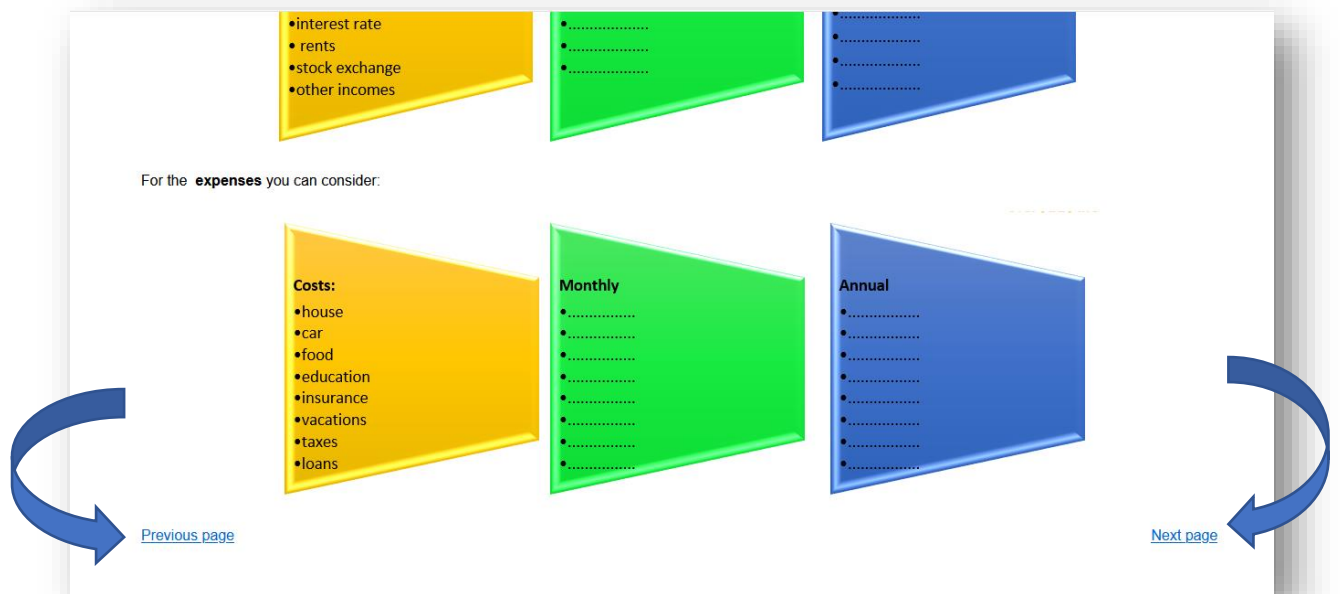 •interest rate
• rents
•stock exchange
•other incomes
•...................
•...................
•...................
•...................
•...................
•...................
•...................
For the expenses you can consider:
Costs:
•house
•car
•food
•education
•insurance
•vacations
•taxes
•loans
Monthly
•................
•................
•................
•................
•................
•................
•................
•................
Annual
•.................
•.................
•.................
•.................
•.................
•.................
•.................
•.................
Previous page
Next page